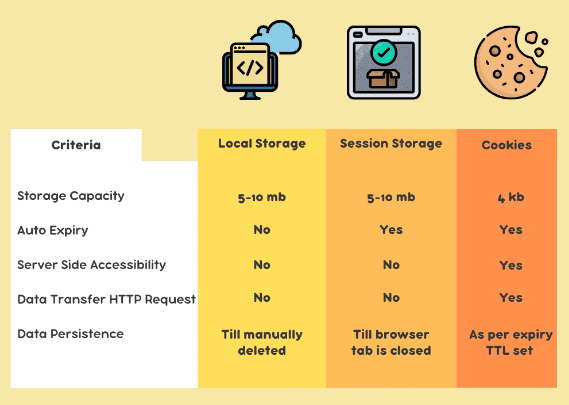 Criteria Local Storage Session Storage Cookies
Storage Capacity 5-10 mb 5-10 mb 4 kb
Auto Expiry No Yes Yes
Server Side Accessibility No No Yes
Data Transfer HTTP Request No No Yes
Data Persistence Till manually Till browser As per expiry
deleted tab is closed TTL set